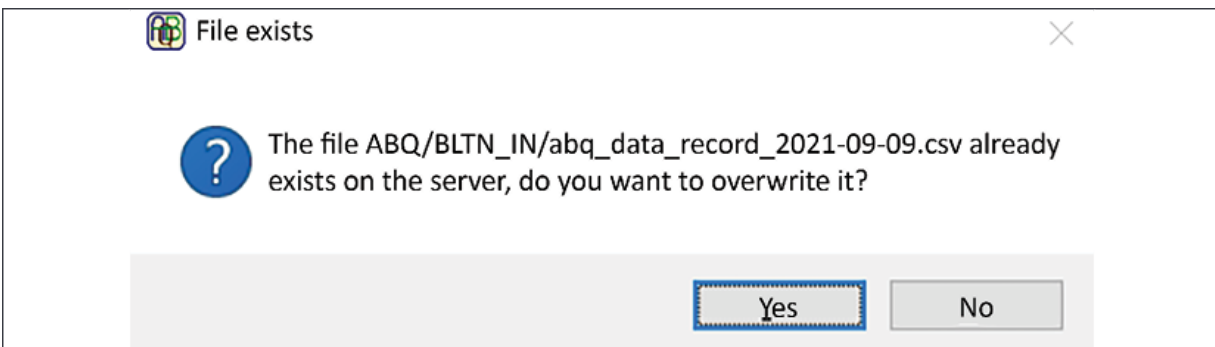 File exists
The file ABQ/BLTN_IN/abq_data_record_2021-09-09.csv already
exists on the server, do you want to overwrite it?
Yes No